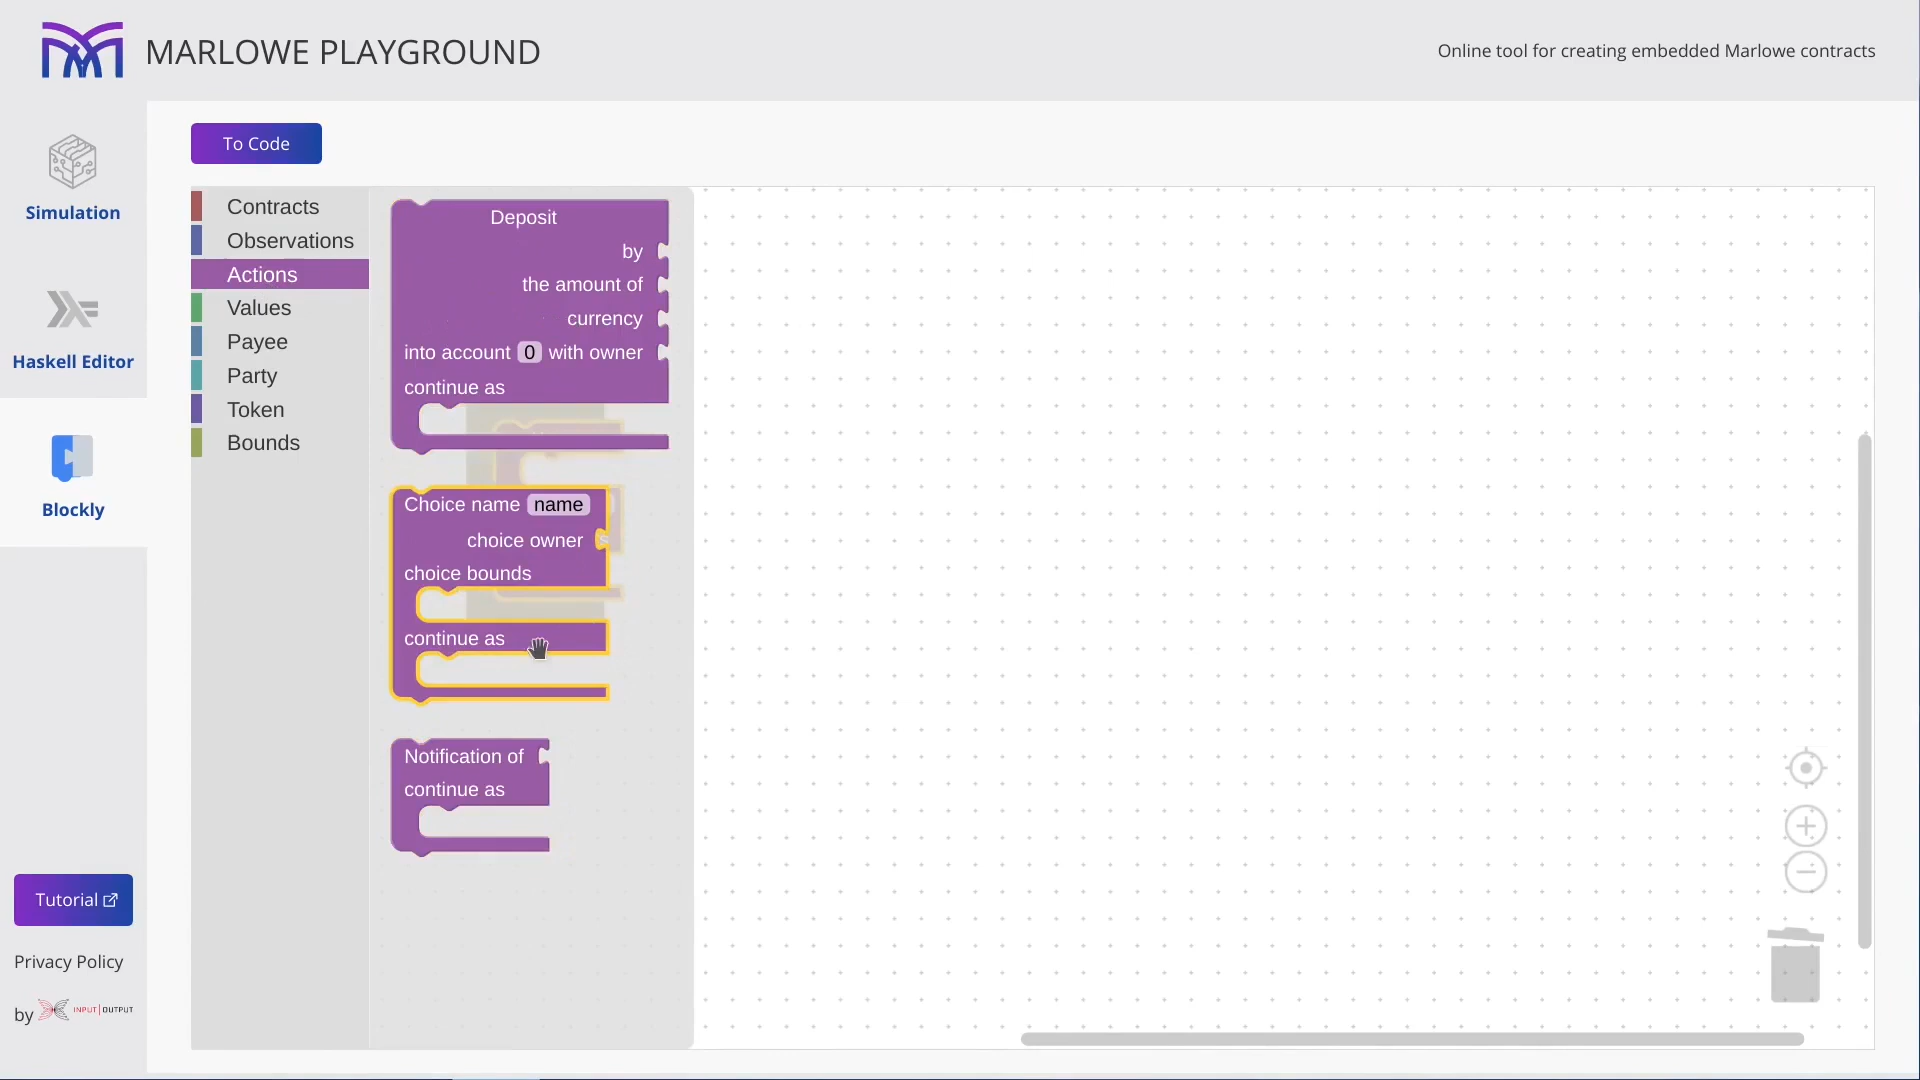 MARLOWE PLAYGROUND
Online tool for creating embedded Marlowe contracts
Simulation
Haskell Editor
Blockly
Tutorial
Privacy Policy
by INPUT | OUTPUT
To Code
Contracts
Observations
Actions
Values
Payee
Party
Token
Bounds
Deposit
by
the amount of
currency
into account 0 with owner
continue as
Choice name name
choice owner
choice bounds
continue as
Notification of
continue as